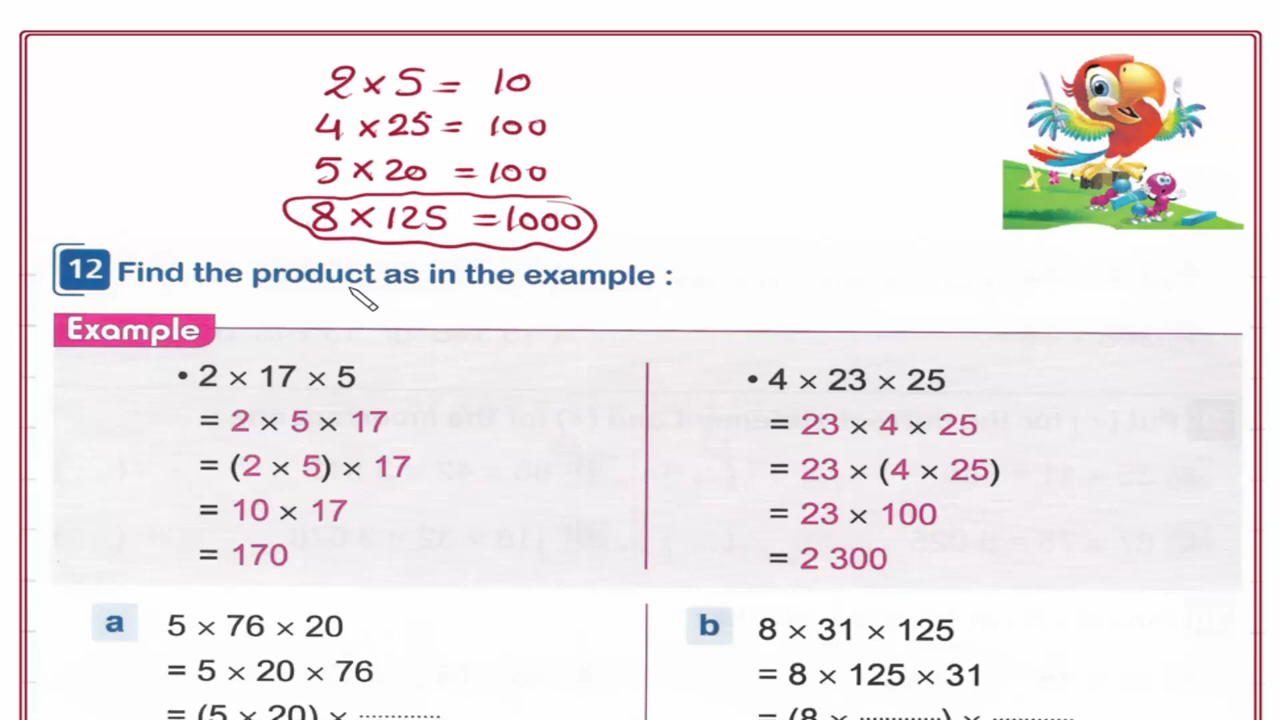 2 × 5 = 10
4 × 25 = 100
5 × 20 = 100
8 × 125 = 1000
12 Find the product as in the example :
Example
• 2 × 17 × 5
= 2 × 5 × 17
= (2 × 5) × 17
= 10 × 17
= 170
• 4 × 23 × 25
= 23 × 4 × 25
= 23 × (4 × 25)
= 23 × 100
= 2 300
a 5 × 76 × 20
= 5 × 20 × 76
= (5 × 20) × ............
b 8 × 31 × 125
= 8 × 125 × 31
= (8 × ............) × ............